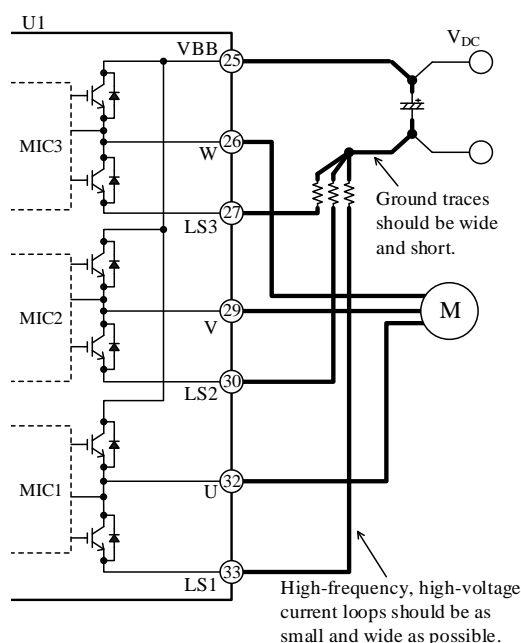 U1
VBB
25
V_DC
MIC3
W
26
LS3
27
Ground traces
should be wide
and short.
MIC2
V
29
M
LS2
30
MIC1
U
32
LS1
33
High-frequency, high-voltage
current loops should be as
small and wide as possible.